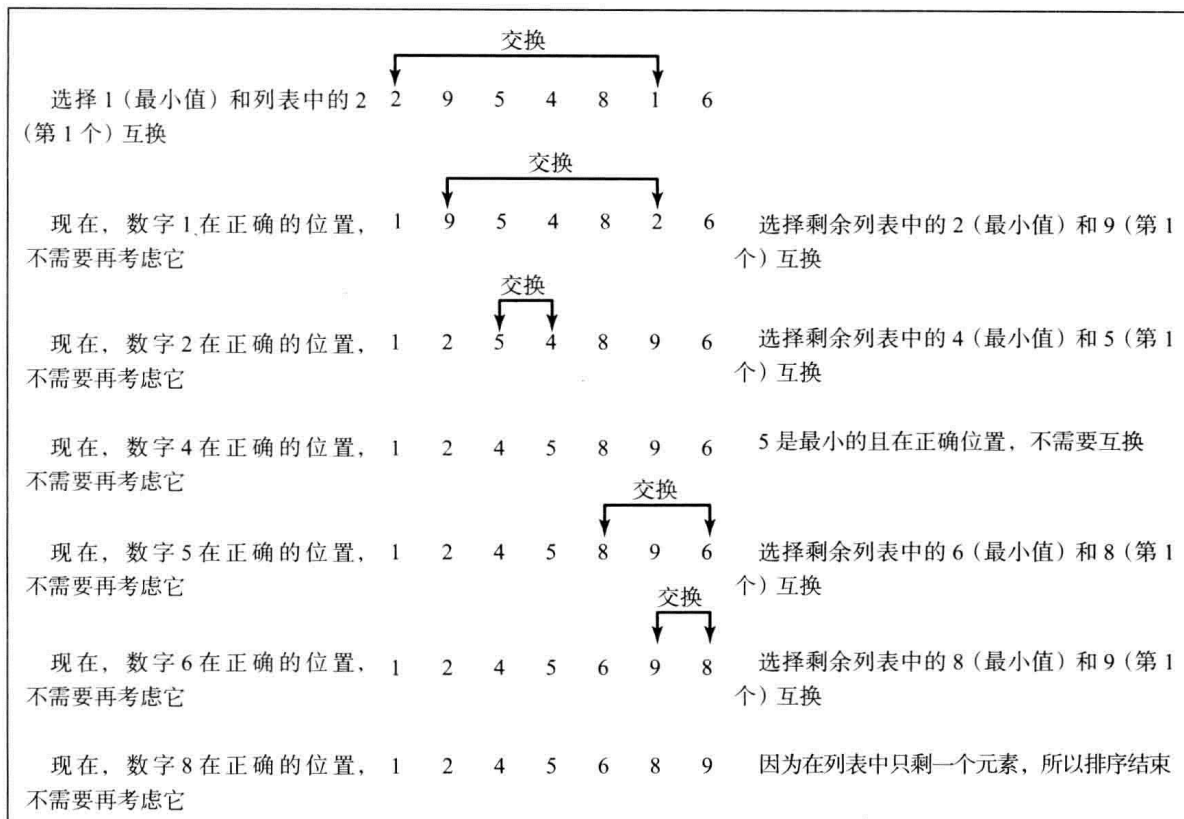 交换
选择 1（最小值）和列表中的 2 2 9 5 4 8 1 6
（第 1 个）互换
交换
现在，数字 1 在正确的位置， 1 9 5 4 8 2 6 选择剩余列表中的 2（最小值）和 9（第 1
不需要再考虑它 个）互换
交换
现在，数字 2 在正确的位置， 1 2 5 4 8 9 6 选择剩余列表中的 4（最小值）和 5（第 1
不需要再考虑它 个）互换
现在，数字 4 在正确的位置， 1 2 4 5 8 9 6 5 是最小的且在正确位置，不需要互换
不需要再考虑它
交换
现在，数字 5 在正确的位置， 1 2 4 5 8 9 6 选择剩余列表中的 6（最小值）和 8（第 1
不需要再考虑它 个）互换
交换
现在，数字 6 在正确的位置， 1 2 4 5 6 9 8 选择剩余列表中的 8（最小值）和 9（第 1
不需要再考虑它 个）互换
现在，数字 8 在正确的位置， 1 2 4 5 6 8 9 因为在列表中只剩一个元素，所以排序结束
不需要再考虑它